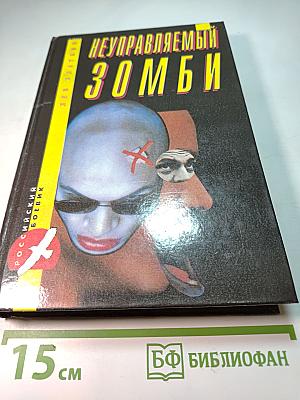 НЕУПРАВЛЯЕМЫЙ
ЗОМБИ
РОССИЙСКИЙ
БОЕВИК
15 см
БФ БИБЛИОФАН